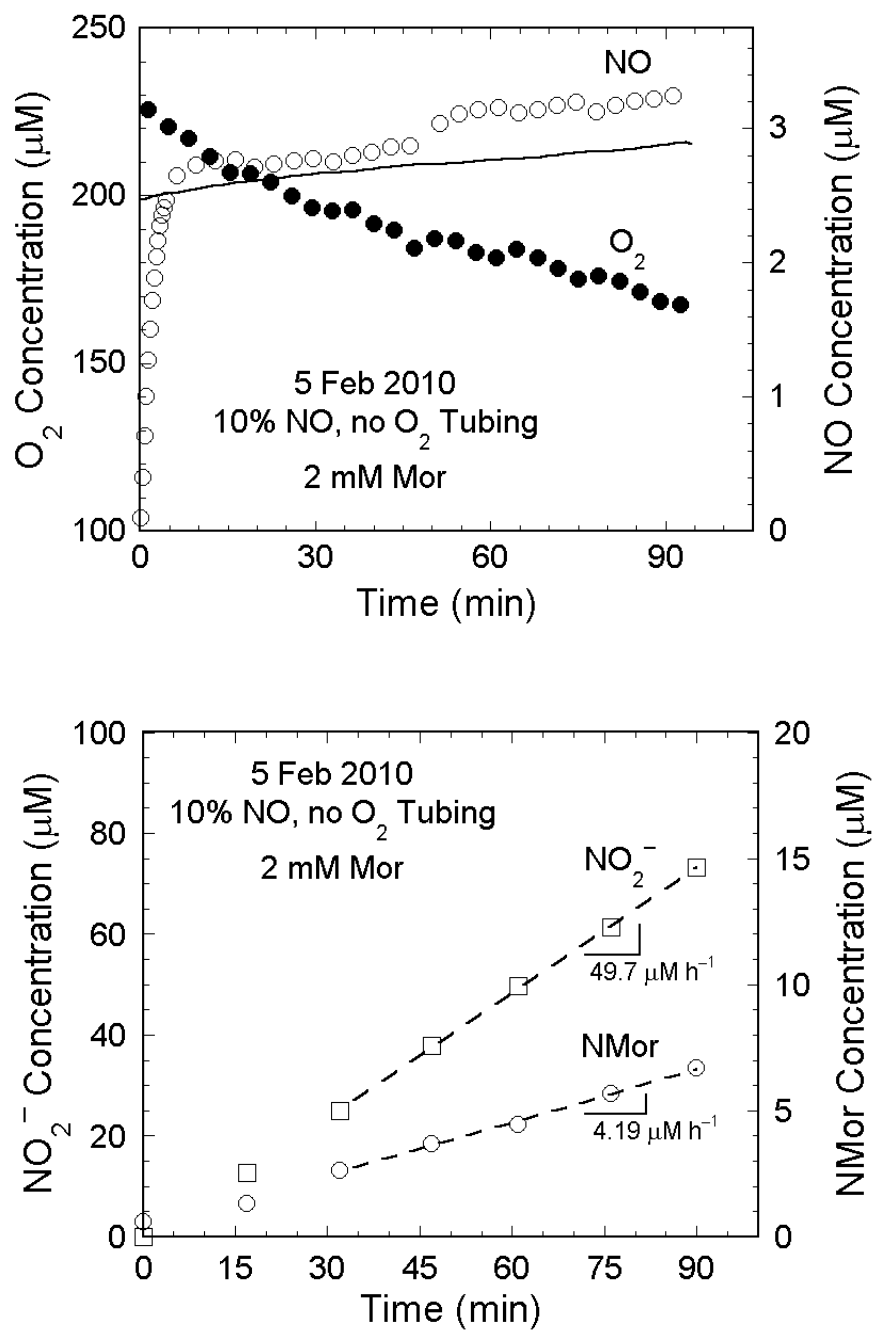 250
200
150
100
O₂ Concentration (μM)
NO
O₂
5 Feb 2010
10% NO, no O₂ Tubing
2 mM Mor
3
2
1
0
NO Concentration (μM)
0 30 60 90
Time (min)
100
80
60
40
20
0
NO₂⁻ Concentration (μM)
5 Feb 2010
10% NO, no O₂ Tubing
2 mM Mor
NO₂⁻
49.7 μM h⁻¹
NMor
4.19 μM h⁻¹
20
15
10
5
0
NMor Concentration (μM)
0 15 30 45 60 75 90
Time (min)